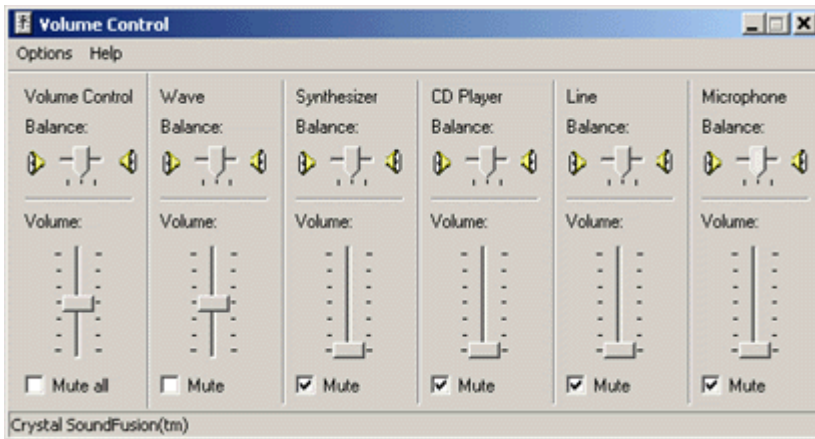 Volume Control
Options Help
Volume Control Wave Synthesizer CD Player Line Microphone
Balance: Balance: Balance: Balance: Balance: Balance:
Volume: Volume: Volume: Volume: Volume: Volume:
Mute all Mute Mute Mute Mute Mute
Crystal SoundFusion(tm)